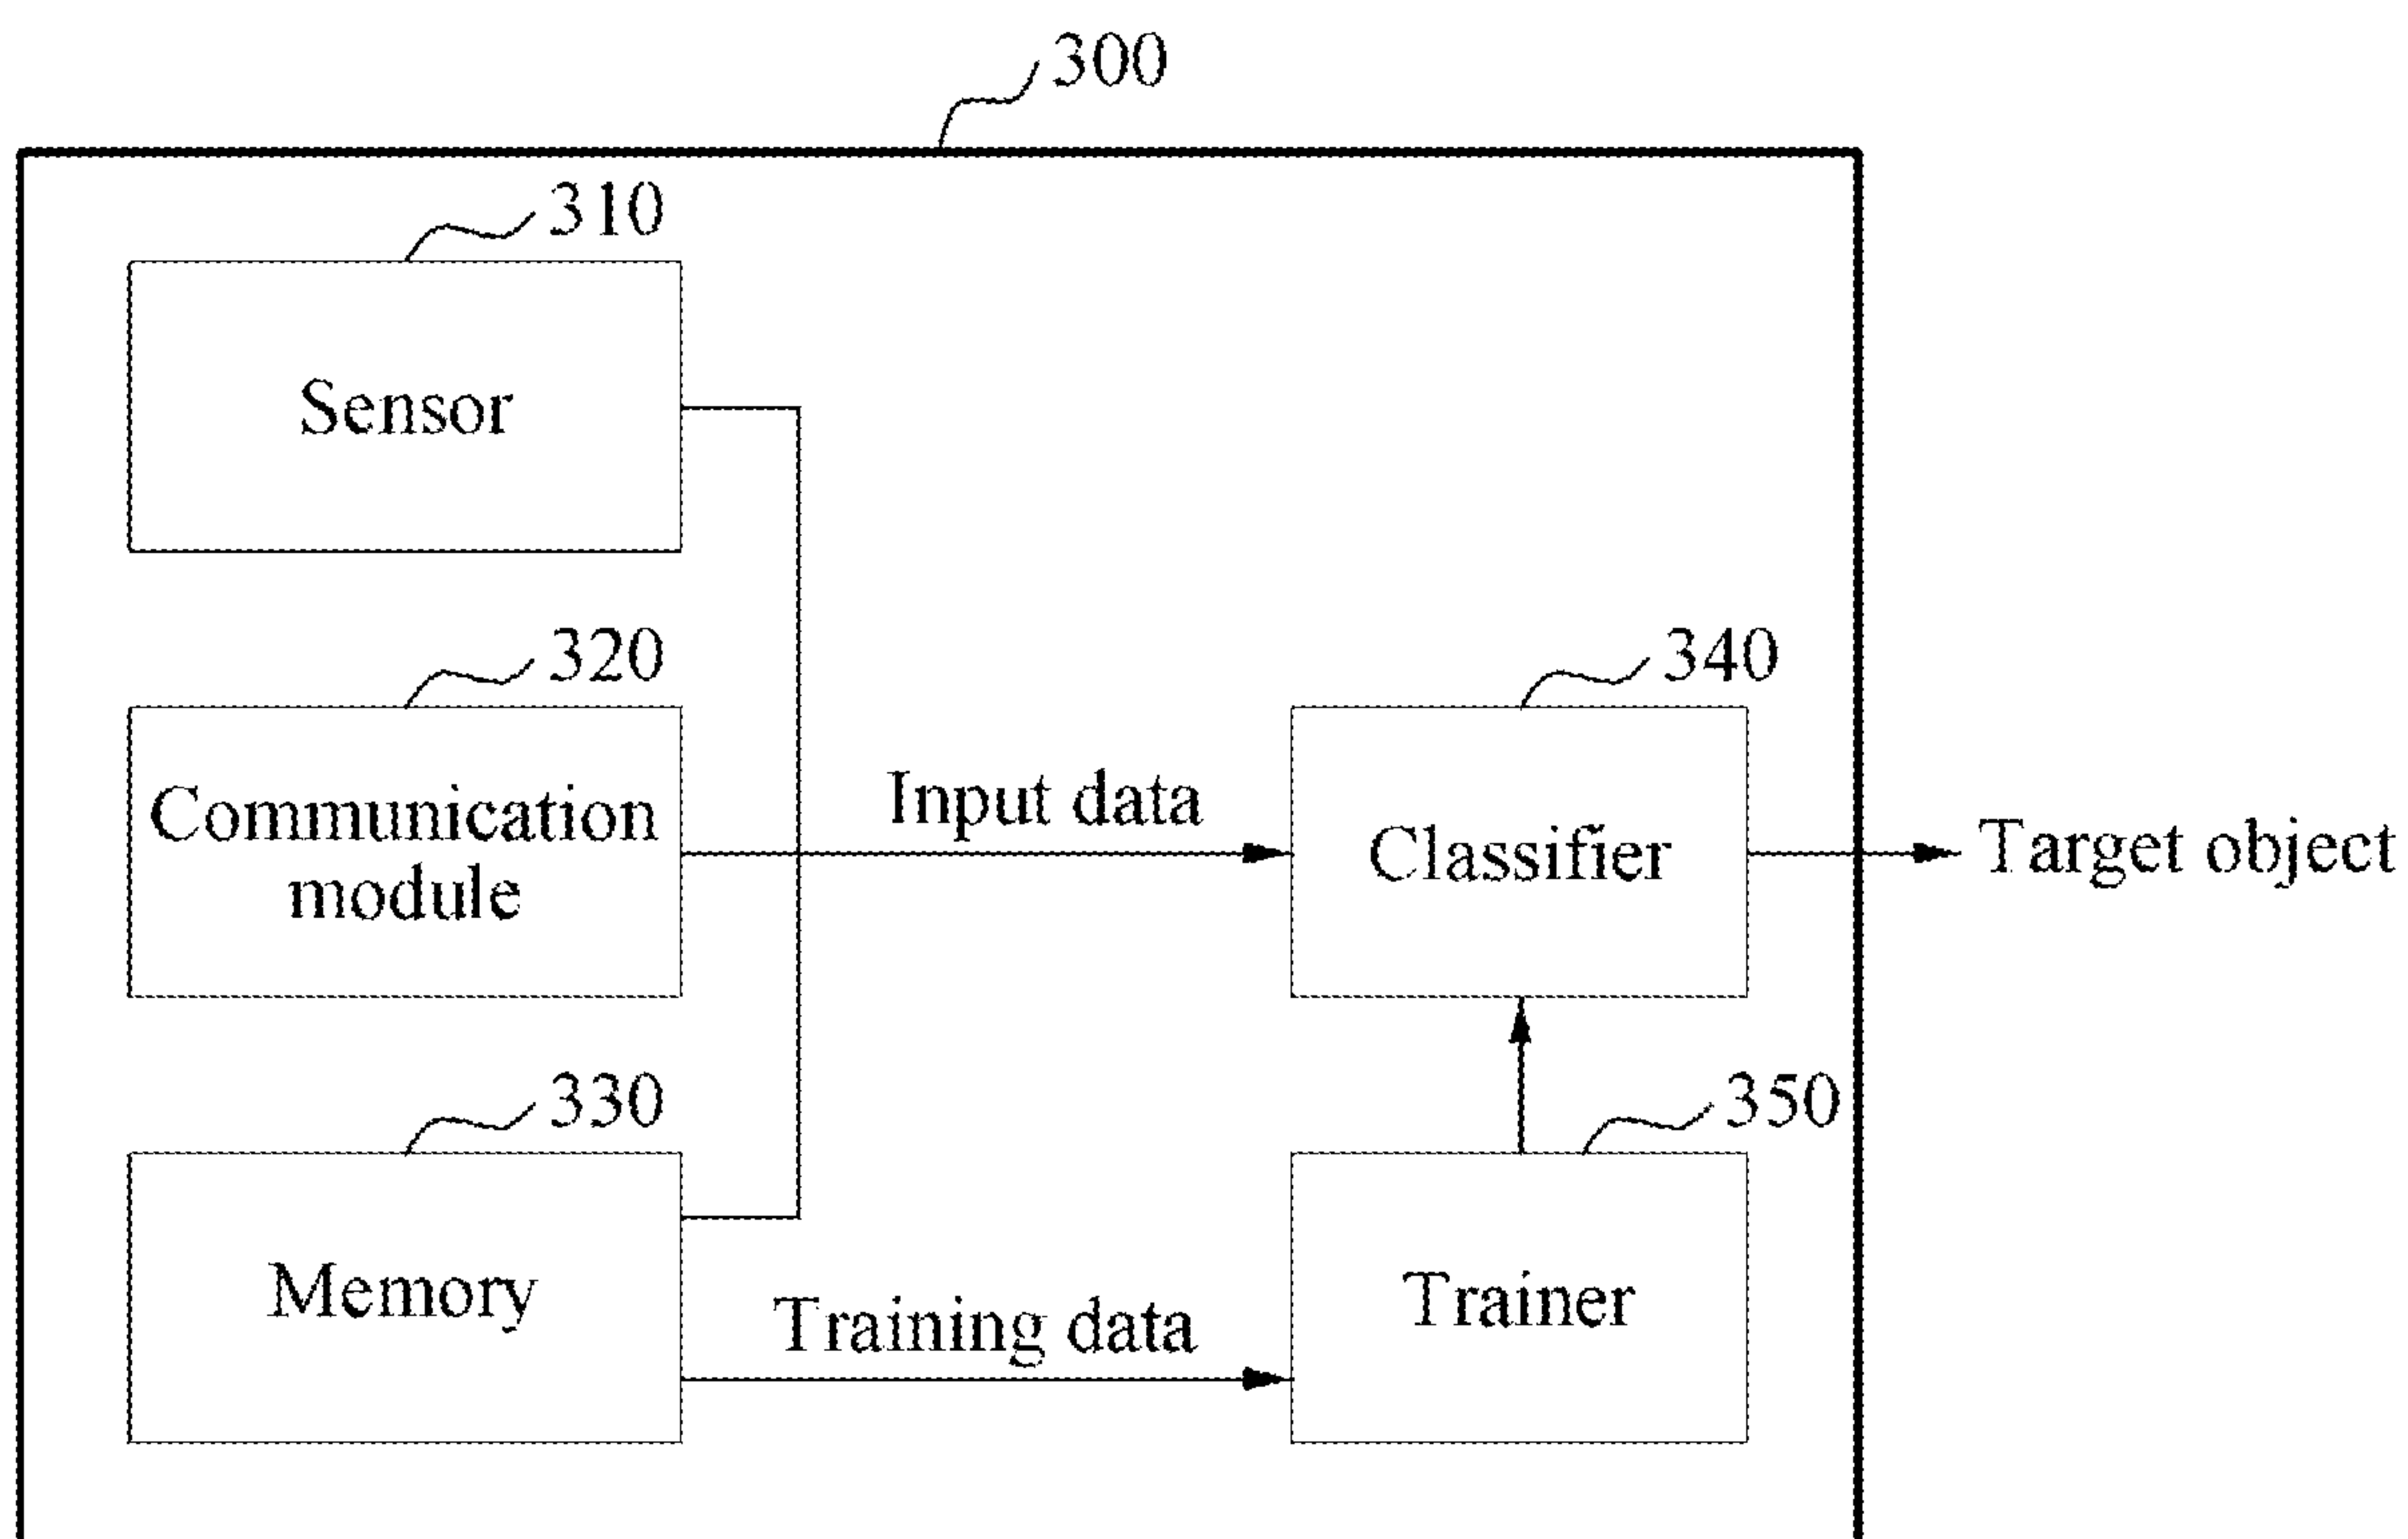 300
310
Sensor
320
340
Communication
module
Input data
Classifier
Target object
330
350
Memory
Training data
Trainer